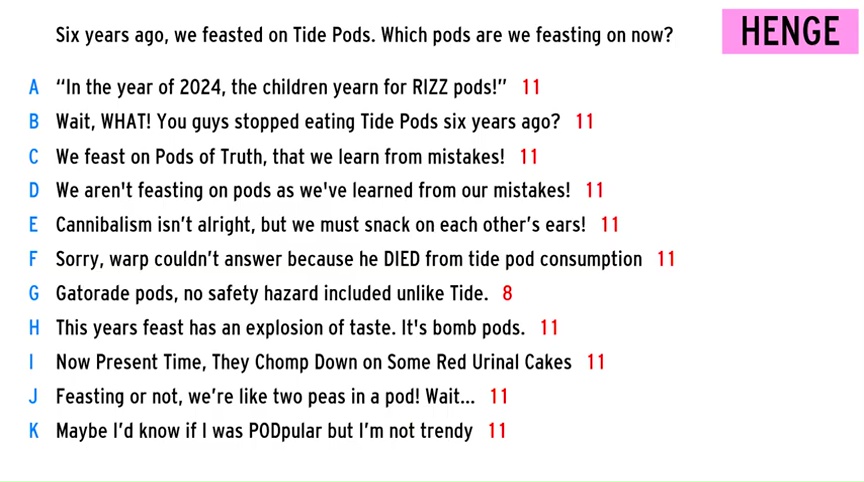 Six years ago, we feasted on Tide Pods. Which pods are we feasting on now?
HENGE
A “In the year of 2024, the children yearn for RIZZ pods!” 11
B Wait, WHAT! You guys stopped eating Tide Pods six years ago? 11
C We feast on Pods of Truth, that we learn from mistakes! 11
D We aren't feasting on pods as we've learned from our mistakes! 11
E Cannibalism isn’t alright, but we must snack on each other’s ears! 11
F Sorry, warp couldn’t answer because he DIED from tide pod consumption 11
G Gatorade pods, no safety hazard included unlike Tide. 8
H This years feast has an explosion of taste. It's bomb pods. 11
I Now Present Time, They Chomp Down on Some Red Urinal Cakes 11
J Feasting or not, we’re like two peas in a pod! Wait... 11
K Maybe I’d know if I was PODpular but I’m not trendy 11